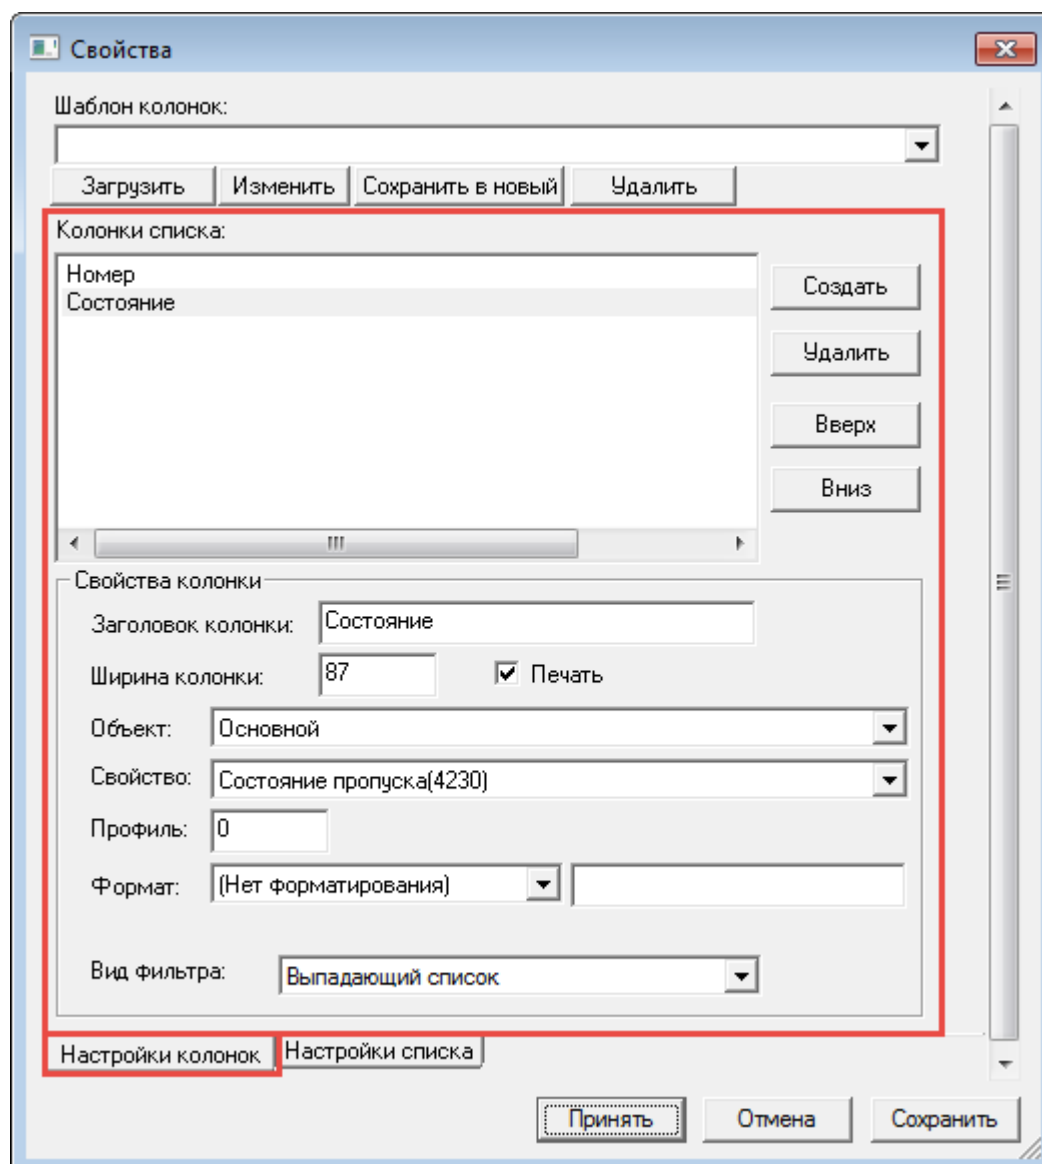 Свойства
Шаблон колонок:
Загрузить Изменить Сохранить в новый Удалить
Колонки списка:
Номер
Состояние
Создать
Удалить
Вверх
Вниз
Свойства колонки
Заголовок колонки: Состояние
Ширина колонки: 87 Печать
Объект: Основной
Свойство: Состояние пропуска(4230)
Профиль: 0
Формат: (Нет форматирования)
Вид фильтра: Выпадающий список
Настройки колонок Настройки списка
Принять Отмена Сохранить